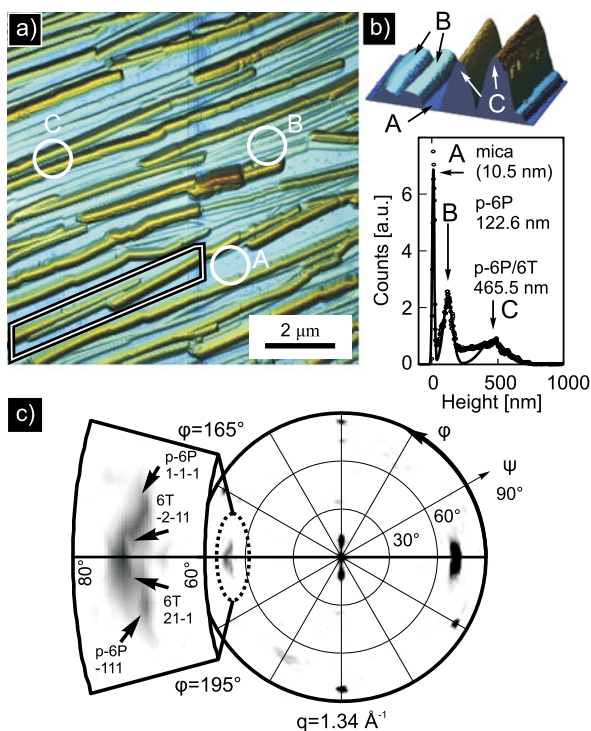 a)
C
B
A
2 µm
b)
B
A
C
A
mica
(10.5 nm)
B
p-6P
122.6 nm
p-6P/6T
465.5 nm
C
Counts [a.u.]
6
4
2
0
0
500
1000
Height [nm]
c)
φ=165°
φ
ψ
90°
60°
30°
p-6P
1-1-1
6T
-2-11
80°
60°
6T
21-1
p-6P
-111
φ=195°
q=1.34 Å⁻¹